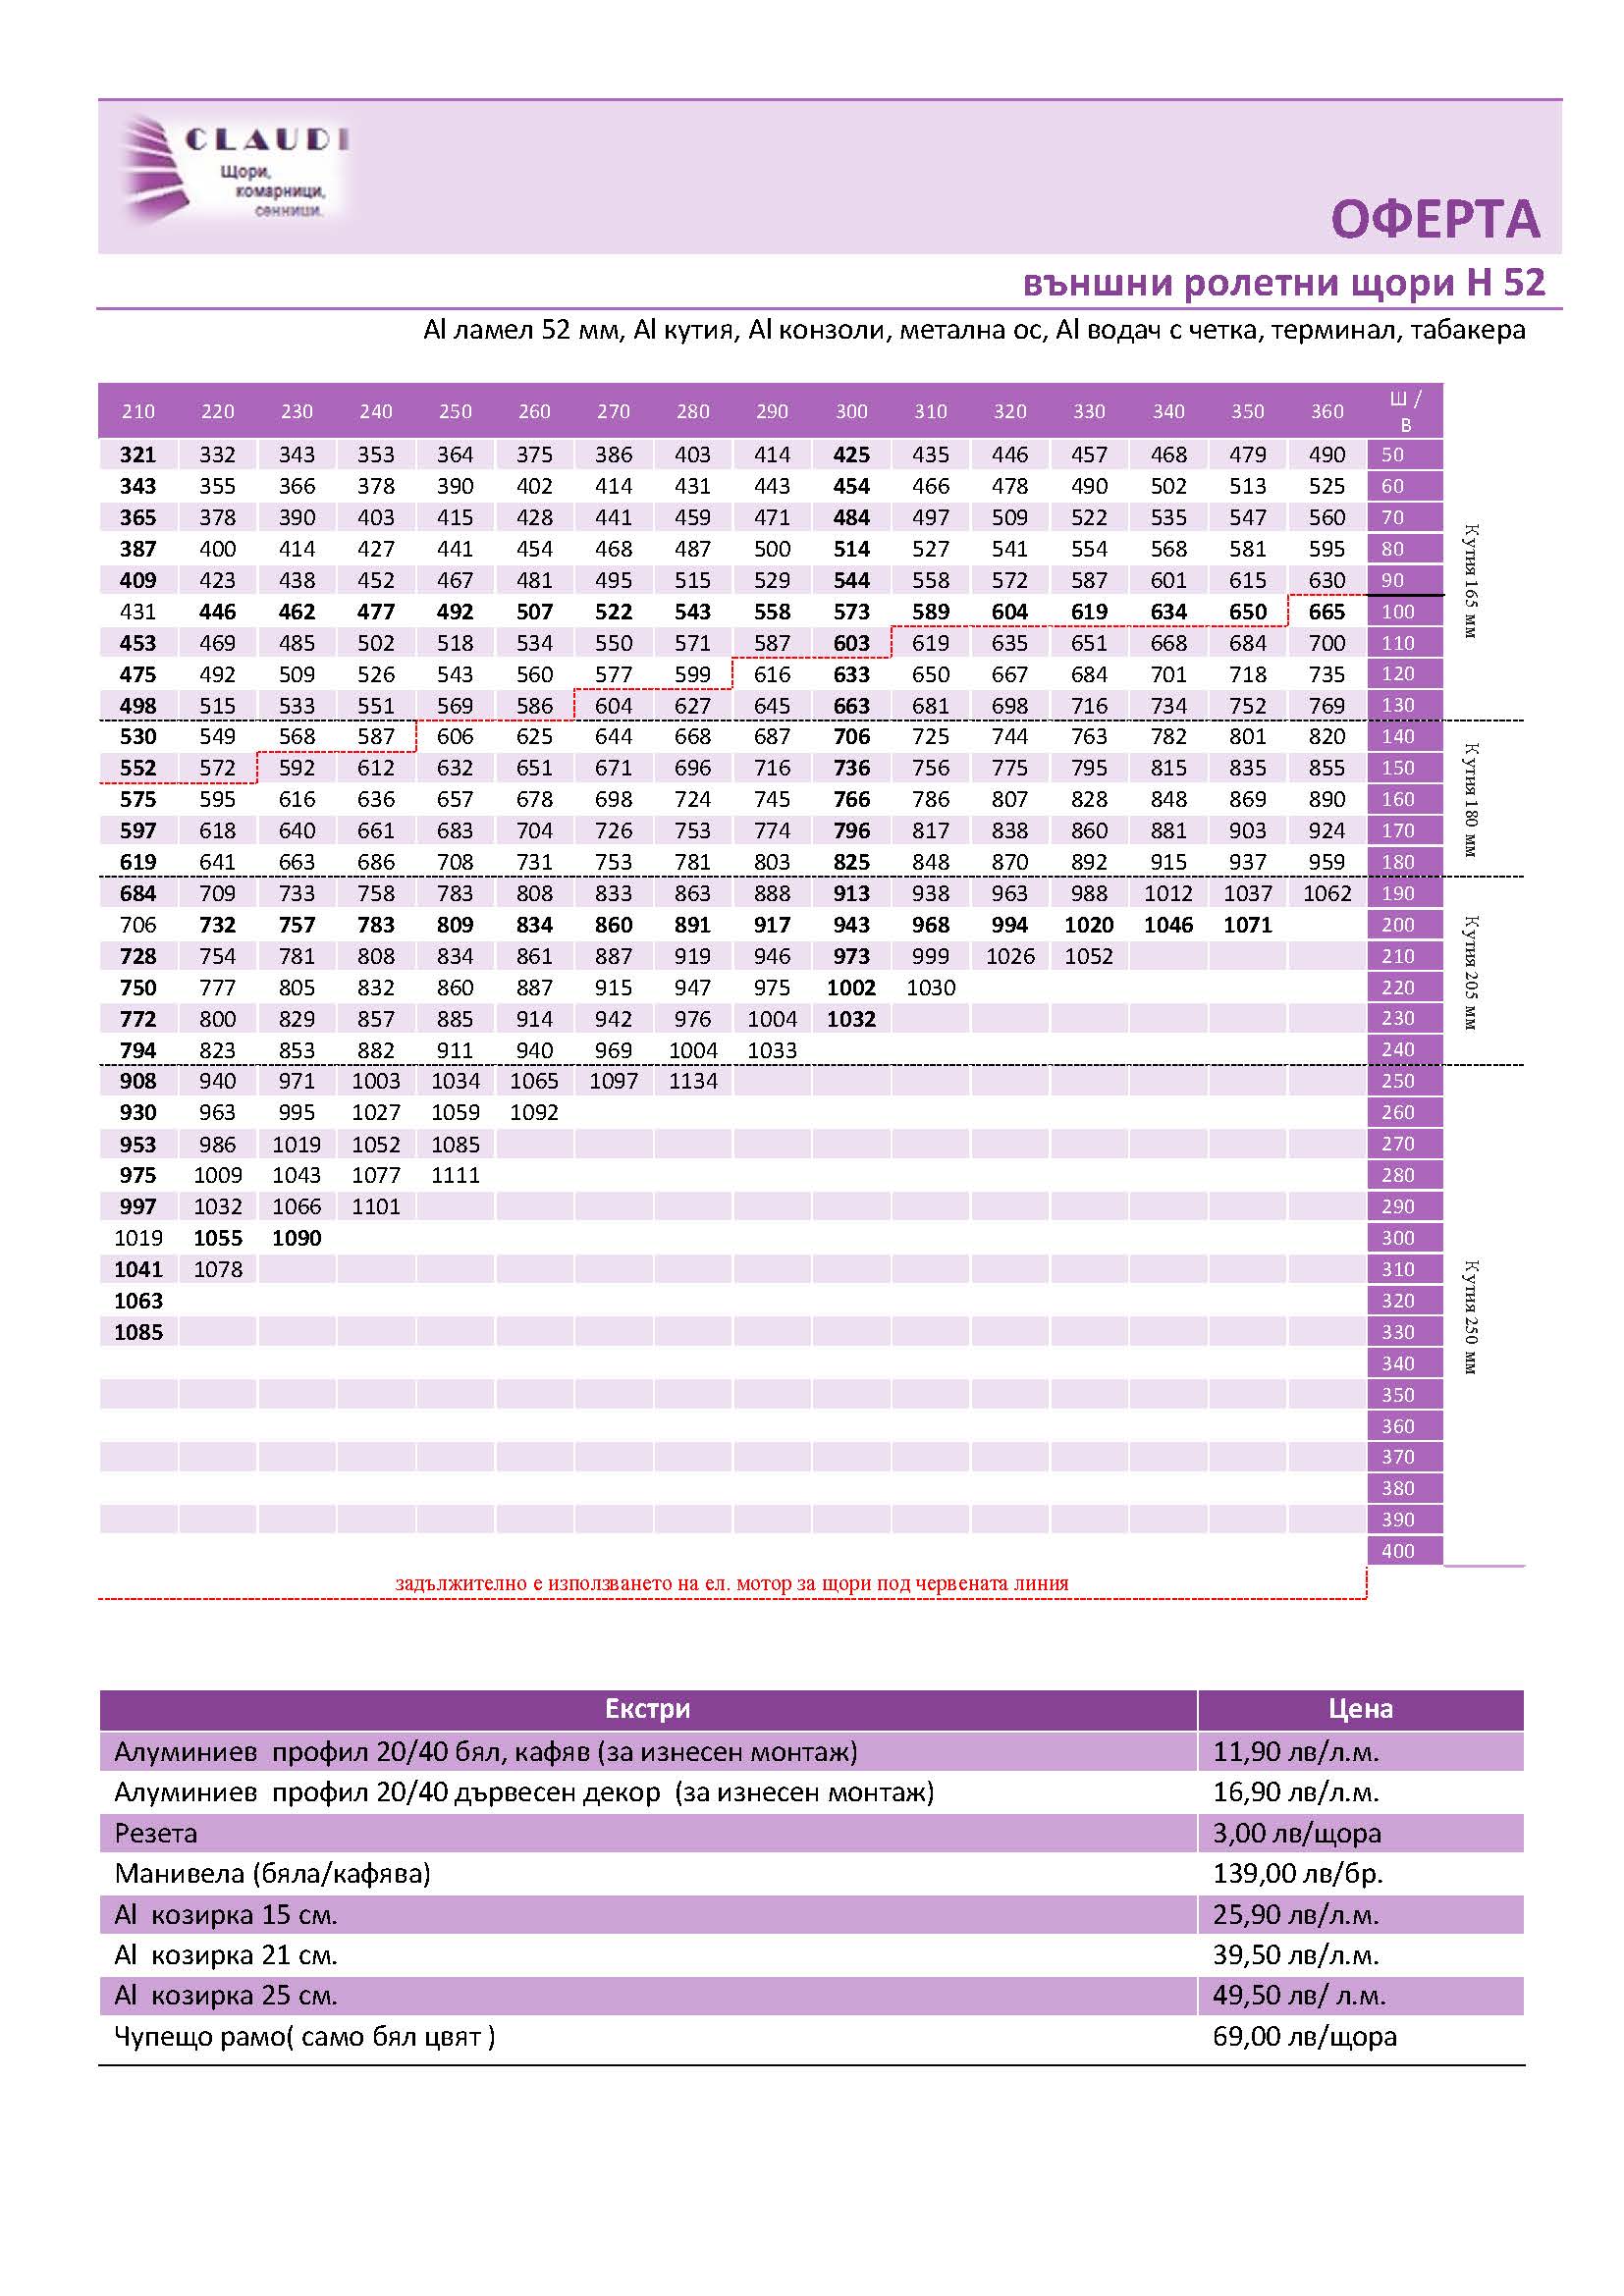 CLAUDI
Щори,
комарници,
сенници.
ОФЕРТА
външни ролетни щори Н 52
Al ламел 52 мм, Al кутия, Al конзоли, метална ос, Al водач с четка, терминал, табакера
210 220 230 240 250 260 270 280 290 300 310 320 330 340 350 360 Ш / В
321 332 343 353 364 375 386 403 414 425 435 446 457 468 479 490 50
343 355 366 378 390 402 414 431 443 454 466 478 490 502 513 525 60
365 378 390 403 415 428 441 459 471 484 497 509 522 535 547 560 70
387 400 414 427 441 454 468 487 500 514 527 541 554 568 581 595 80
409 423 438 452 467 481 495 515 529 544 558 572 587 601 615 630 90
431 446 462 477 492 507 522 543 558 573 589 604 619 634 650 665 100
453 469 485 502 518 534 550 571 587 603 619 635 651 668 684 700 110
475 492 509 526 543 560 577 599 616 633 650 667 684 701 718 735 120
498 515 533 551 569 586 604 627 645 663 681 698 716 734 752 769 130
Кутия 165 мм
530 549 568 587 606 625 644 668 687 706 725 744 763 782 801 820 140
552 572 592 612 632 651 671 696 716 736 756 775 795 815 835 855 150
575 595 616 636 657 678 698 724 745 766 786 807 828 848 869 890 160
597 618 640 661 683 704 726 753 774 796 817 838 860 881 903 924 170
619 641 663 686 708 731 753 781 803 825 848 870 892 915 937 959 180
Кутия 180 мм
684 709 733 758 783 808 833 863 888 913 938 963 988 1012 1037 1062 190
706 732 757 783 809 834 860 891 917 943 968 994 1020 1046 1071 200
728 754 781 808 834 861 887 919 946 973 999 1026 1052 210
750 777 805 832 860 887 915 947 975 1002 1030 220
772 800 829 857 885 914 942 976 1004 1032 230
794 823 853 882 911 940 969 1004 1033 240
Кутия 205 мм
908 940 971 1003 1034 1065 1097 1134 250
930 963 995 1027 1059 1092 260
953 986 1019 1052 1085 270
975 1009 1043 1077 1111 280
997 1032 1066 1101 290
1019 1055 1090 300
1041 1078 310
1063 320
1085 330
340
350
360
370
380
390
400
Кутия 250 мм
задължително е използването на ел. мотор за щори под червената линия
Екстри Цена
Алуминиев профил 20/40 бял, кафяв (за изнесен монтаж) 11,90 лв/л.м.
Алуминиев профил 20/40 дървесен декор (за изнесен монтаж) 16,90 лв/л.м.
Резета 3,00 лв/щора
Манивела (бяла/кафява) 139,00 лв/бр.
Al козирка 15 см. 25,90 лв/л.м.
Al козирка 21 см. 39,50 лв/л.м.
Al козирка 25 см. 49,50 лв/ л.м.
Чупещо рамо( само бял цвят ) 69,00 лв/щора